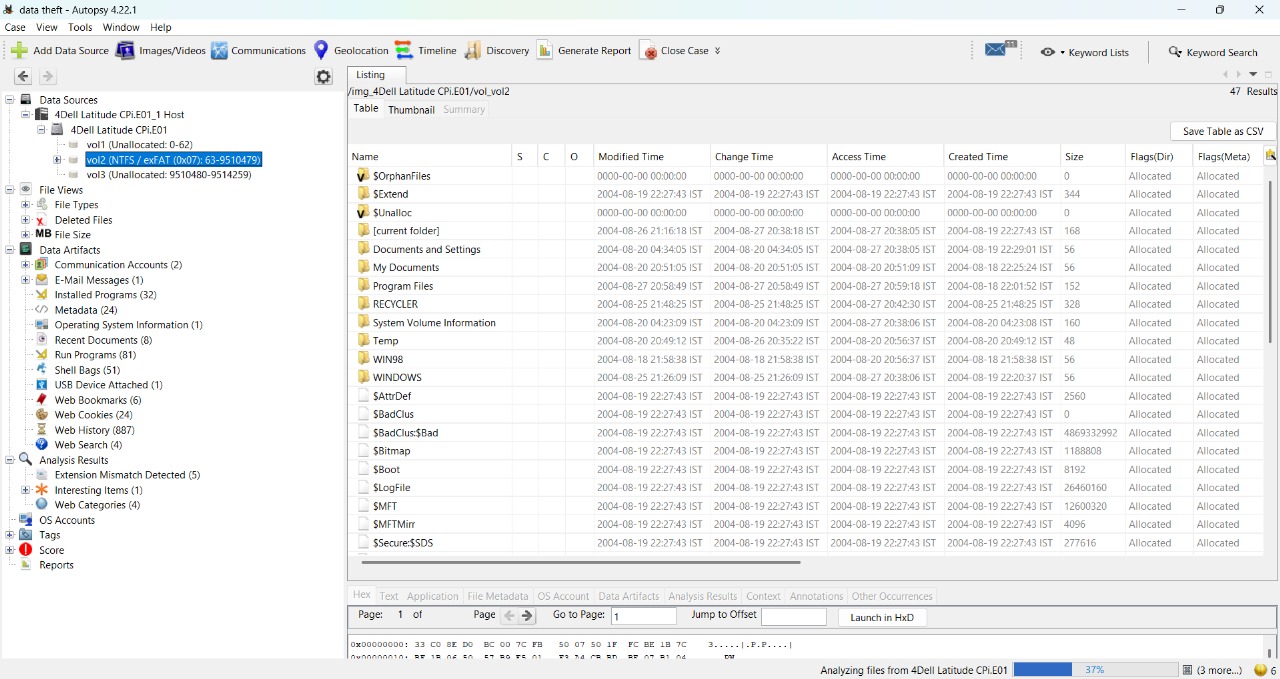 data theft - Autopsy 4.22.1
Case View Tools Window Help
Add Data Source Images/Videos Communications Geolocation Timeline Discovery Generate Report Close Case Keyword Lists Keyword Search
Listing
/img_4Dell Latitude CPi.E01/vol_vol2 47 Results
Table Thumbnail Summary
Save Table as CSV
Data Sources
4Dell Latitude CPi.E01_1 Host
4Dell Latitude CPi.E01
vol1 (Unallocated: 0-62)
vol2 (NTFS / exFAT (0x07): 63-9510479)
vol3 (Unallocated: 9510480-9514259)
File Views
File Types
Deleted Files
MB File Size
Data Artifacts
Communication Accounts (2)
E-Mail Messages (1)
Installed Programs (32)
Metadata (24)
Operating System Information (1)
Recent Documents (8)
Run Programs (81)
Shell Bags (51)
USB Device Attached (1)
Web Bookmarks (6)
Web Cookies (24)
Web History (887)
Web Search (4)
Analysis Results
Extension Mismatch Detected (5)
Interesting Items (1)
Web Categories (4)
OS Accounts
Tags
Score
Reports
Name S C O Modified Time Change Time Access Time Created Time Size Flags(Dir) Flags(Meta)
$OrphanFiles 0000-00-00 00:00:00 0000-00-00 00:00:00 0000-00-00 00:00:00 0000-00-00 00:00:00 0 Allocated Allocated
$Extend 2004-08-19 22:27:43 IST 2004-08-19 22:27:43 IST 2004-08-19 22:27:43 IST 2004-08-19 22:27:43 IST 344 Allocated Allocated
$Unalloc 0000-00-00 00:00:00 0000-00-00 00:00:00 0000-00-00 00:00:00 0000-00-00 00:00:00 0 Allocated Allocated
[current folder] 2004-08-26 21:16:18 IST 2004-08-27 20:38:18 IST 2004-08-27 20:38:05 IST 2004-08-19 22:27:43 IST 168 Allocated Allocated
Documents and Settings 2004-08-20 04:34:05 IST 2004-08-20 04:34:05 IST 2004-08-27 20:38:05 IST 2004-08-19 22:29:01 IST 56 Allocated Allocated
My Documents 2004-08-20 20:51:05 IST 2004-08-20 20:51:05 IST 2004-08-20 20:51:09 IST 2004-08-18 22:25:24 IST 56 Allocated Allocated
Program Files 2004-08-27 20:58:49 IST 2004-08-27 20:58:49 IST 2004-08-27 20:59:18 IST 2004-08-18 22:01:52 IST 152 Allocated Allocated
RECYCLER 2004-08-25 21:48:25 IST 2004-08-25 21:48:25 IST 2004-08-27 20:42:30 IST 2004-08-25 21:48:25 IST 328 Allocated Allocated
System Volume Information 2004-08-20 04:23:09 IST 2004-08-20 04:23:09 IST 2004-08-27 20:38:06 IST 2004-08-20 04:23:08 IST 160 Allocated Allocated
Temp 2004-08-20 20:49:12 IST 2004-08-26 20:35:22 IST 2004-08-20 20:56:37 IST 2004-08-20 20:49:12 IST 48 Allocated Allocated
WIN98 2004-08-18 21:58:38 IST 2004-08-18 21:58:38 IST 2004-08-20 20:56:37 IST 2004-08-18 21:58:38 IST 56 Allocated Allocated
WINDOWS 2004-08-25 21:26:09 IST 2004-08-25 21:26:09 IST 2004-08-27 20:38:06 IST 2004-08-19 22:20:37 IST 56 Allocated Allocated
$AttrDef 2004-08-19 22:27:43 IST 2004-08-19 22:27:43 IST 2004-08-19 22:27:43 IST 2004-08-19 22:27:43 IST 2560 Allocated Allocated
$BadClus 2004-08-19 22:27:43 IST 2004-08-19 22:27:43 IST 2004-08-19 22:27:43 IST 2004-08-19 22:27:43 IST 0 Allocated Allocated
$BadClus:$Bad 2004-08-19 22:27:43 IST 2004-08-19 22:27:43 IST 2004-08-19 22:27:43 IST 2004-08-19 22:27:43 IST 4869332992 Allocated Allocated
$Bitmap 2004-08-19 22:27:43 IST 2004-08-19 22:27:43 IST 2004-08-19 22:27:43 IST 2004-08-19 22:27:43 IST 1188808 Allocated Allocated
$Boot 2004-08-19 22:27:43 IST 2004-08-19 22:27:43 IST 2004-08-19 22:27:43 IST 2004-08-19 22:27:43 IST 8192 Allocated Allocated
$LogFile 2004-08-19 22:27:43 IST 2004-08-19 22:27:43 IST 2004-08-19 22:27:43 IST 2004-08-19 22:27:43 IST 26460160 Allocated Allocated
$MFT 2004-08-19 22:27:43 IST 2004-08-19 22:27:43 IST 2004-08-19 22:27:43 IST 2004-08-19 22:27:43 IST 12600320 Allocated Allocated
$MFTMirr 2004-08-19 22:27:43 IST 2004-08-19 22:27:43 IST 2004-08-19 22:27:43 IST 2004-08-19 22:27:43 IST 4096 Allocated Allocated
$Secure:$SDS 2004-08-19 22:27:43 IST 2004-08-19 22:27:43 IST 2004-08-19 22:27:43 IST 2004-08-19 22:27:43 IST 277616 Allocated Allocated
Hex Text Application File Metadata OS Account Data Artifacts Analysis Results Context Annotations Other Occurrences
Page: 1 of Page Go to Page: 1 Jump to Offset Launch in HxD
0x00000000: 33 C0 8E D0 BC 00 7C FB 50 07 50 1F FC BE 1B 7C 3.....|.P.P....|
Analyzing files from 4Dell Latitude CPi.E01 37% (3 more...) 6